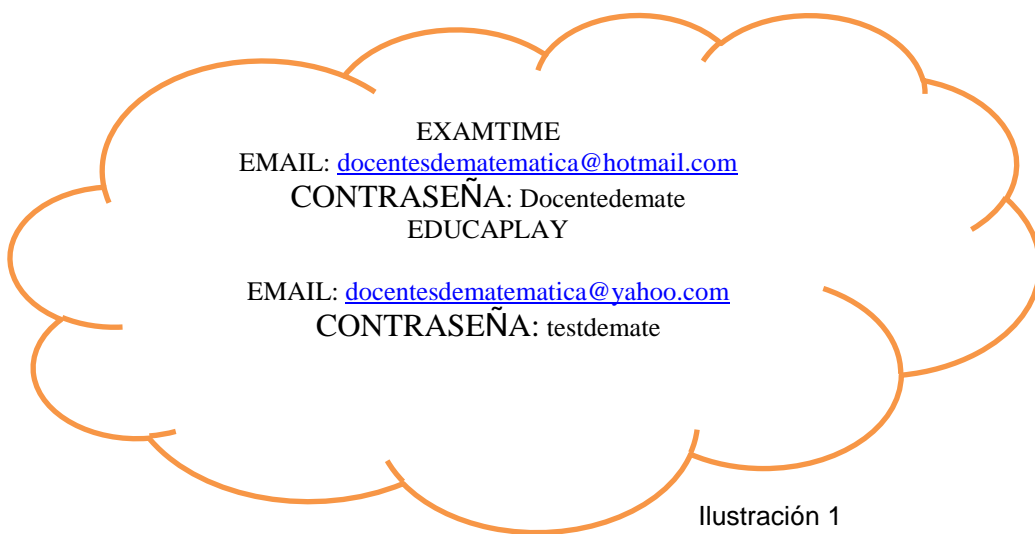 EXAMTIME
EMAIL: docentesdematematica@hotmail.com
CONTRASEÑA: Docentedemate
EDUCAPLAY
EMAIL: docentesdematematica@yahoo.com
CONTRASEÑA: testdemate
Ilustración 1